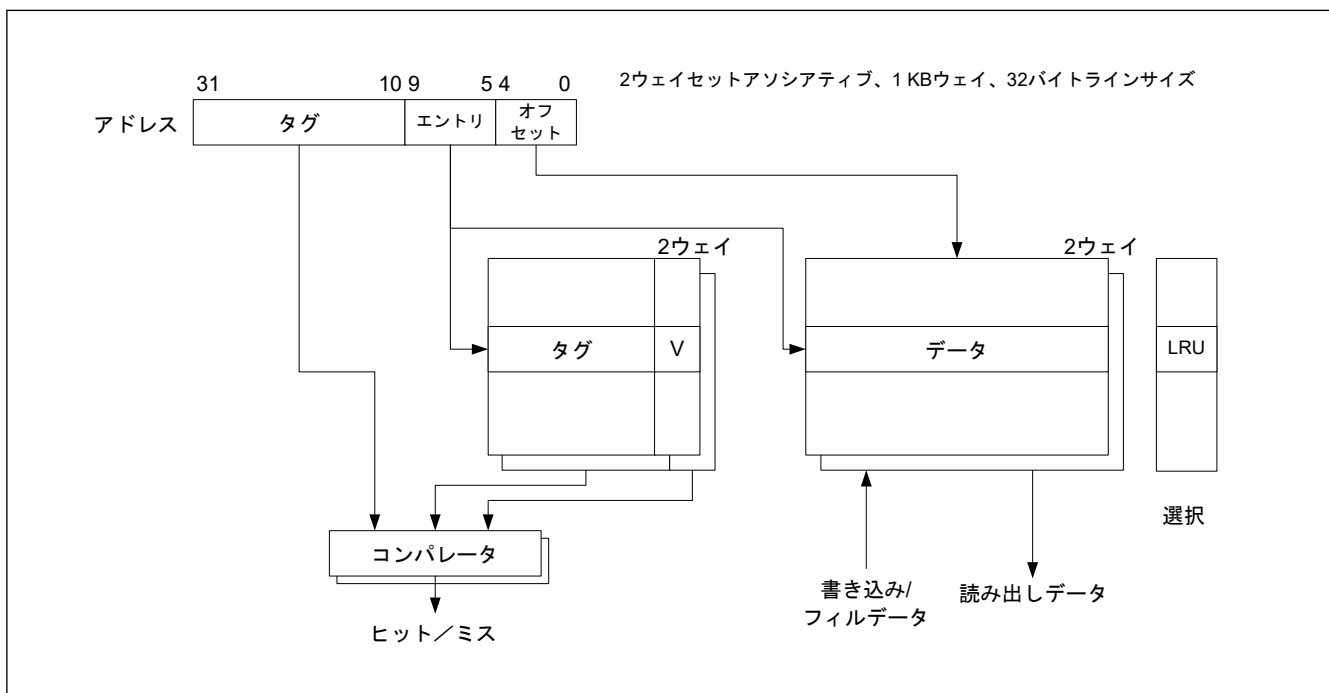 31 10 9 5 4 0
2ウェイセットアソシアティブ、1 KBウェイ、32バイトラインサイズ
アドレス
タグ
エントリ
オフ
セット
2ウェイ
2ウェイ
タグ
V
データ
LRU
選択
コンパレータ
ヒット／ミス
書き込み/
フィルデータ
読み出しデータ